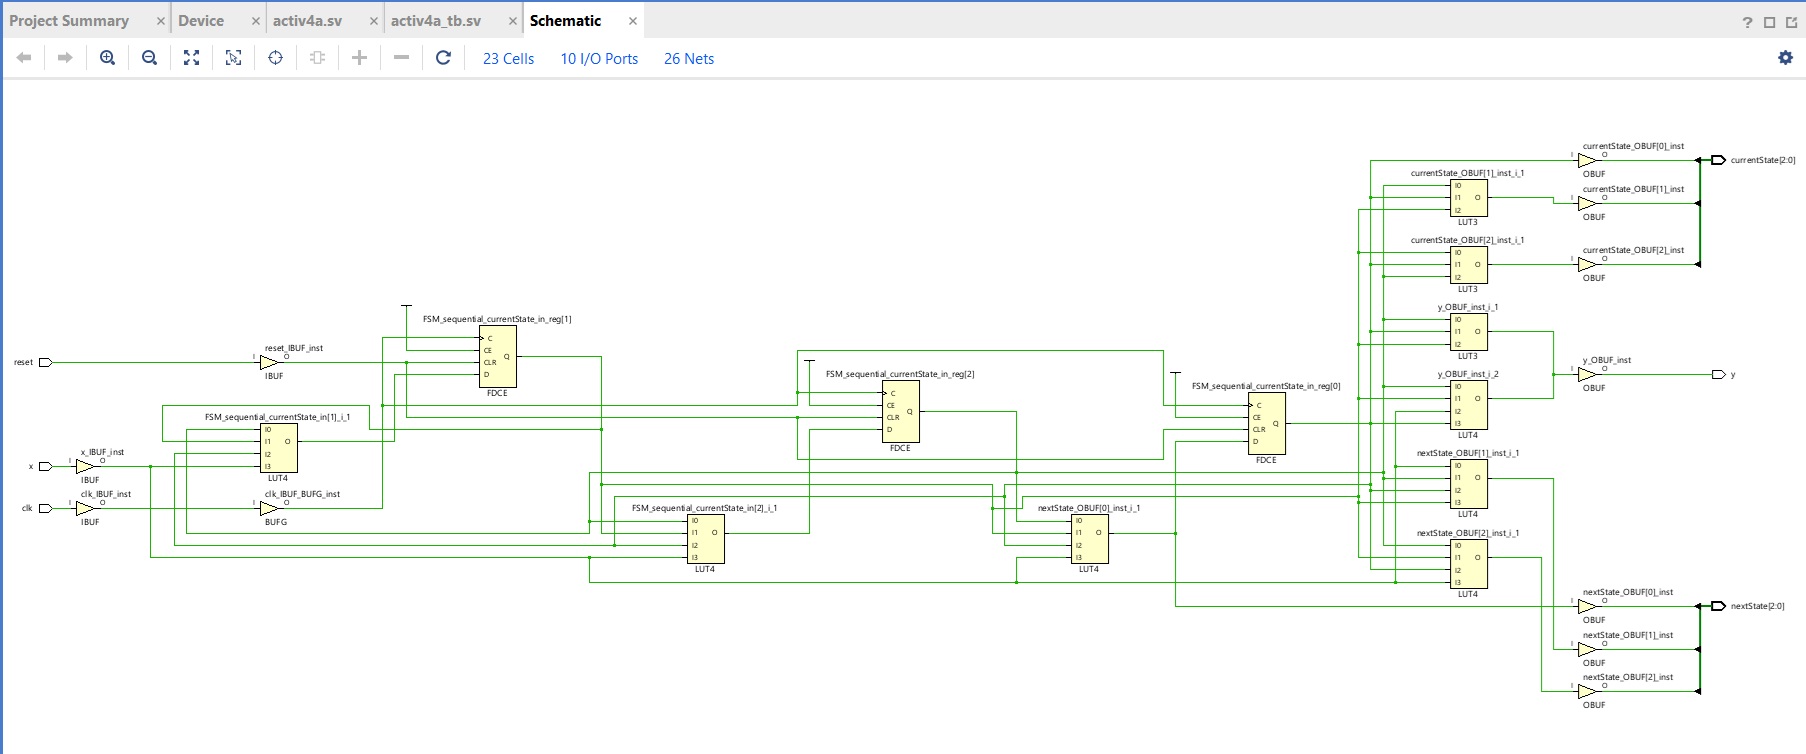 Project Summary × Device × activ4a.sv × activ4a_tb.sv × Schematic × ?
23 Cells 10 I/O Ports 26 Nets
reset
reset_IBUF_inst
I O
IBUF
x
x_IBUF_inst
I O
IBUF
clk
clk_IBUF_inst
I O
IBUF
clk_IBUF_BUFG_inst
I O
BUFG
FSM_sequential_currentState_in[1]_i_1
I0
I1 O
I2
I3
LUT4
FSM_sequential_currentState_in_reg[1]
C
CE
CLR Q
D
FDCE
FSM_sequential_currentState_in[2]_i_1
I0
I1 O
I2
I3
LUT4
FSM_sequential_currentState_in_reg[2]
C
CE
CLR Q
D
FDCE
nextState_OBUF[0]_inst_i_1
I0
I1 O
I2
I3
LUT4
FSM_sequential_currentState_in_reg[0]
C
CE
CLR Q
D
FDCE
currentState_OBUF[1]_inst_i_1
I0
I1 O
I2
LUT3
currentState_OBUF[2]_inst_i_1
I0
I1 O
I2
LUT3
y_OBUF_inst_i_1
I0
I1 O
I2
LUT3
y_OBUF_inst_i_2
I0
I1 O
I2
I3
LUT4
nextState_OBUF[1]_inst_i_1
I0
I1 O
I2
I3
LUT4
nextState_OBUF[2]_inst_i_1
I0
I1 O
I2
I3
LUT4
currentState_OBUF[0]_inst
I O
OBUF
currentState[2:0]
currentState_OBUF[1]_inst
I O
OBUF
currentState_OBUF[2]_inst
I O
OBUF
y_OBUF_inst
I O
OBUF
y
nextState_OBUF[0]_inst
I O
OBUF
nextState[2:0]
nextState_OBUF[1]_inst
I O
OBUF
nextState_OBUF[2]_inst
I O
OBUF